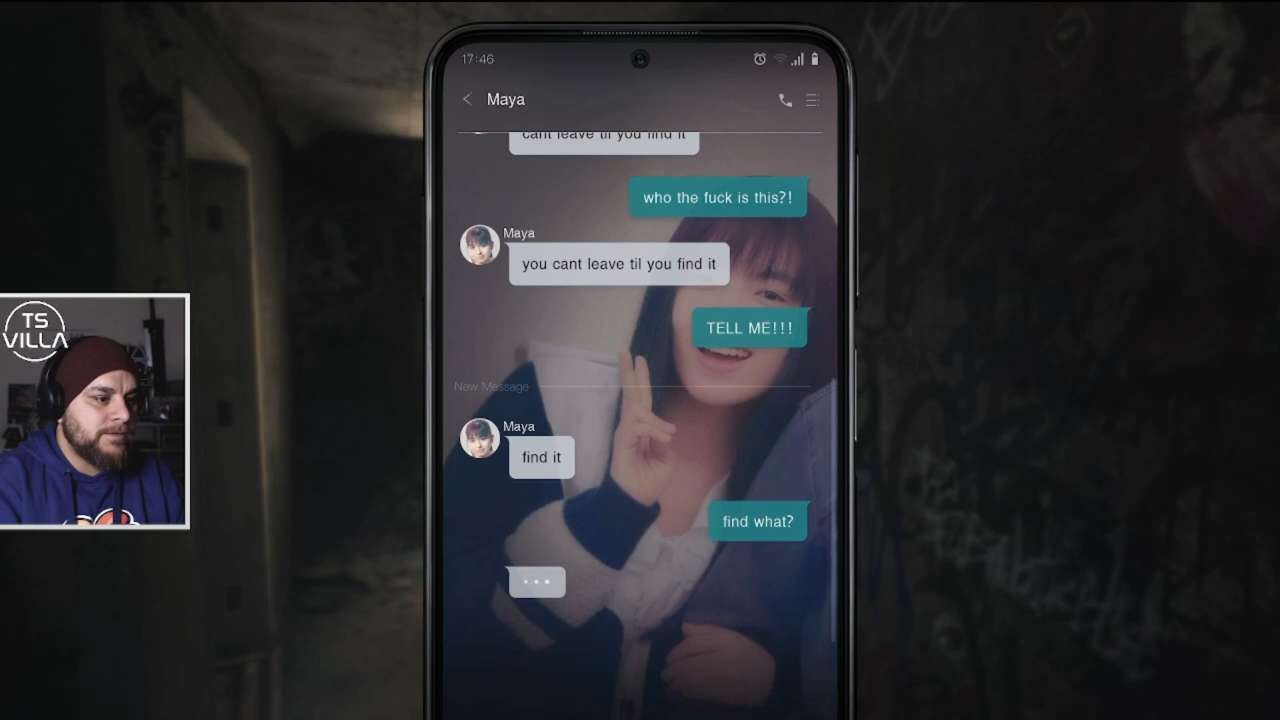 17:46
Maya
cant leave til you find it
who the fuck is this?!
Maya
you cant leave til you find it
TELL ME!!!
New Message
Maya
find it
find what?
TS
VILLA